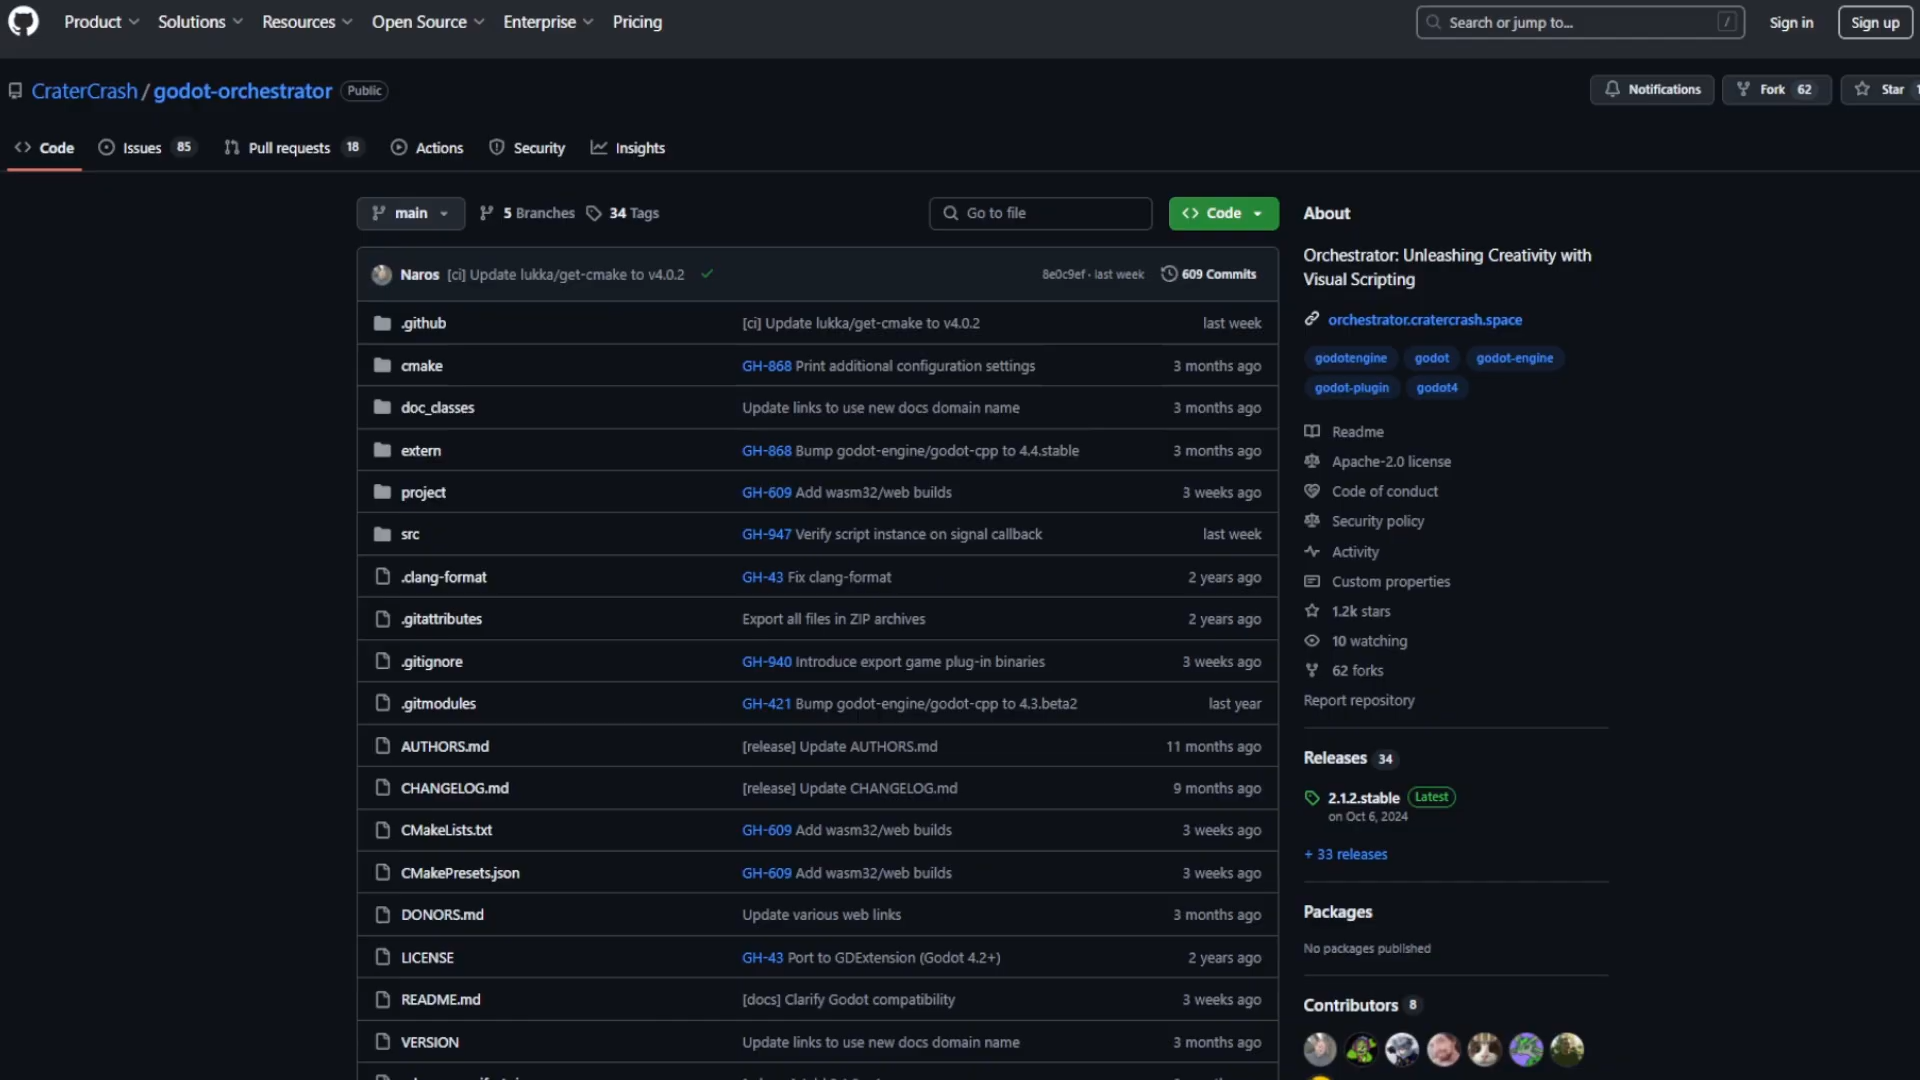 Product Solutions Resources Open Source Enterprise Pricing Search or jump to... / Sign in Sign up
CraterCrash / godot-orchestrator Public Notifications Fork 62 Star
Code Issues 85 Pull requests 18 Actions Security Insights
main 5 Branches 34 Tags Go to file Code
Naros [ci] Update lukka/get-cmake to v4.0.2 8e0c9ef · last week 609 Commits
.github [ci] Update lukka/get-cmake to v4.0.2 last week
cmake GH-868 Print additional configuration settings 3 months ago
doc_classes Update links to use new docs domain name 3 months ago
extern GH-868 Bump godot-engine/godot-cpp to 4.4.stable 3 months ago
project GH-609 Add wasm32/web builds 3 weeks ago
src GH-947 Verify script instance on signal callback last week
.clang-format GH-43 Fix clang-format 2 years ago
.gitattributes Export all files in ZIP archives 2 years ago
.gitignore GH-940 Introduce export game plug-in binaries 3 weeks ago
.gitmodules GH-421 Bump godot-engine/godot-cpp to 4.3.beta2 last year
AUTHORS.md [release] Update AUTHORS.md 11 months ago
CHANGELOG.md [release] Update CHANGELOG.md 9 months ago
CMakeLists.txt GH-609 Add wasm32/web builds 3 weeks ago
CMakePresets.json GH-609 Add wasm32/web builds 3 weeks ago
DONORS.md Update various web links 3 months ago
LICENSE GH-43 Port to GDExtension (Godot 4.2+) 2 years ago
README.md [docs] Clarify Godot compatibility 3 weeks ago
VERSION Update links to use new docs domain name 3 months ago
About
Orchestrator: Unleashing Creativity with
Visual Scripting
orchestrator.cratercrash.space
godotengine godot godot-engine
godot-plugin godot4
Readme
Apache-2.0 license
Code of conduct
Security policy
Activity
Custom properties
1.2k stars
10 watching
62 forks
Report repository
Releases 34
2.1.2.stable Latest
on Oct 6, 2024
+ 33 releases
Packages
No packages published
Contributors 8